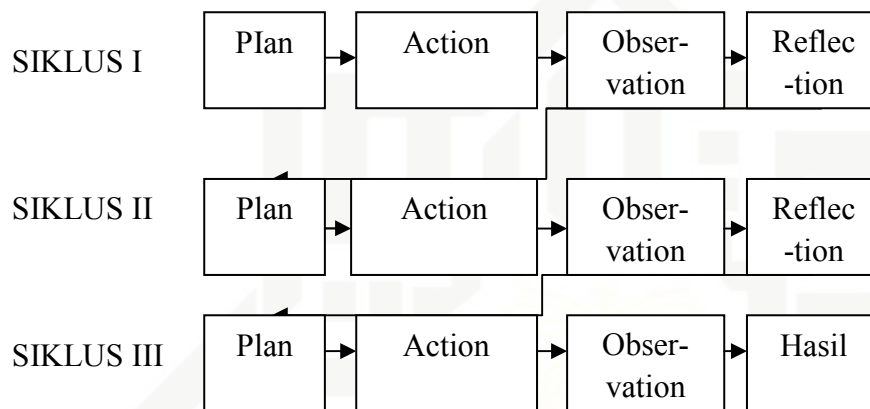 SIKLUS I
PIan
Action
Obser-
vation
Reflec
-tion
SIKLUS II
Plan
Action
Obser-
vation
Reflec
-tion
SIKLUS III
Plan
Action
Obser-
vation
Hasil